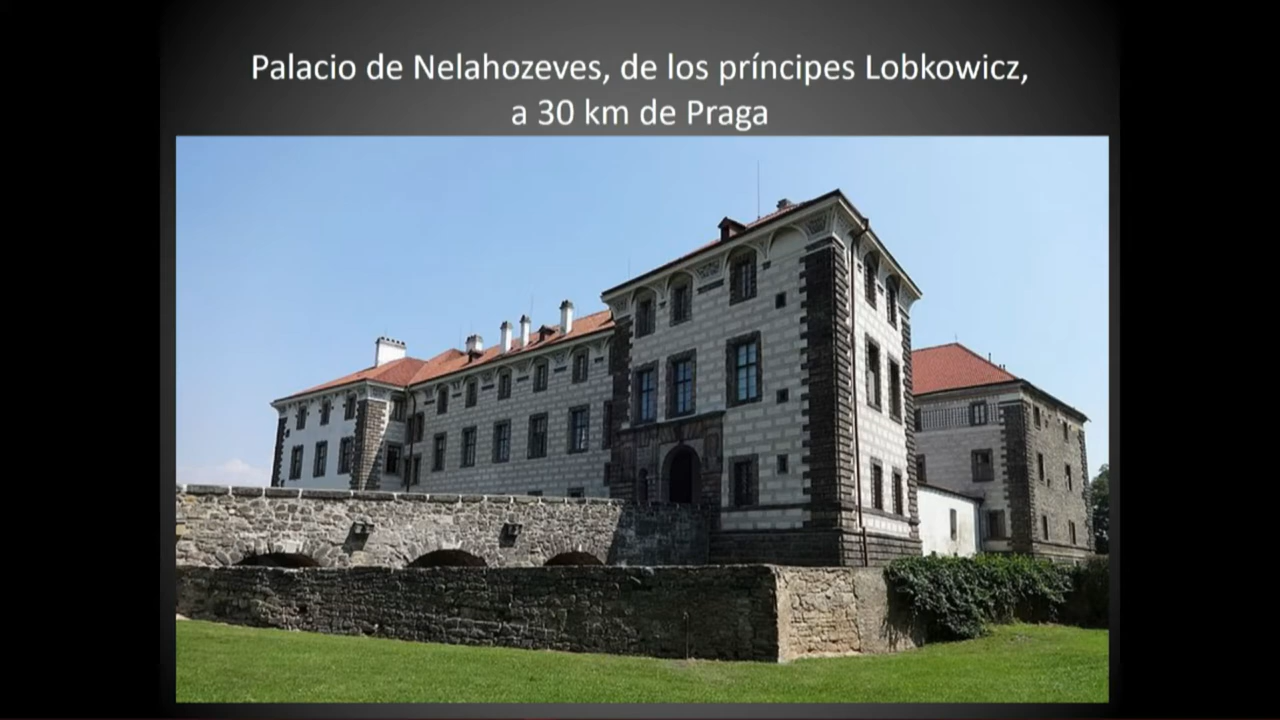 Palacio de Nelahozeves, de los príncipes Lobkowicz,
a 30 km de Praga